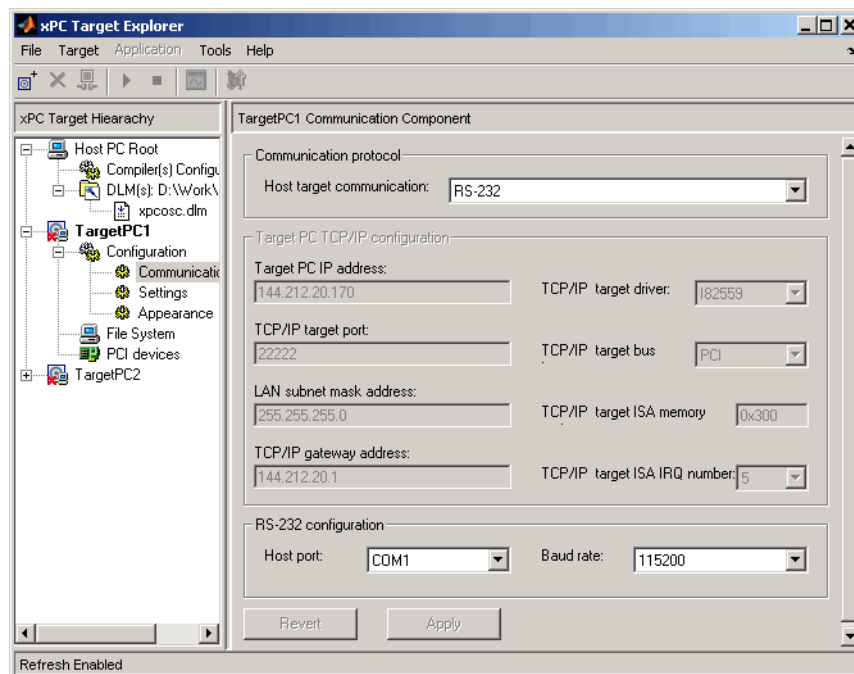 xPC Target Explorer
File Target Application Tools Help
xPC Target Hiearachy
Host PC Root
Compiler(s) Configu
DLM(s): D:\Work\
xpcosc.dlm
TargetPC1
Configuration
Communicatio
Settings
Appearance
File System
PCI devices
TargetPC2
TargetPC1 Communication Component
Communication protocol
Host target communication: RS-232
Target PC TCP/IP configuration
Target PC IP address:
144.212.20.170
TCP/IP target driver: I82559
TCP/IP target port:
22222
TCP/IP target bus PCI
LAN subnet mask address:
255.255.255.0
TCP/IP target ISA memory 0x300
TCP/IP gateway address:
144.212.20.1
TCP/IP target ISA IRQ number: 5
RS-232 configuration
Host port: COM1 Baud rate: 115200
Revert Apply
Refresh Enabled